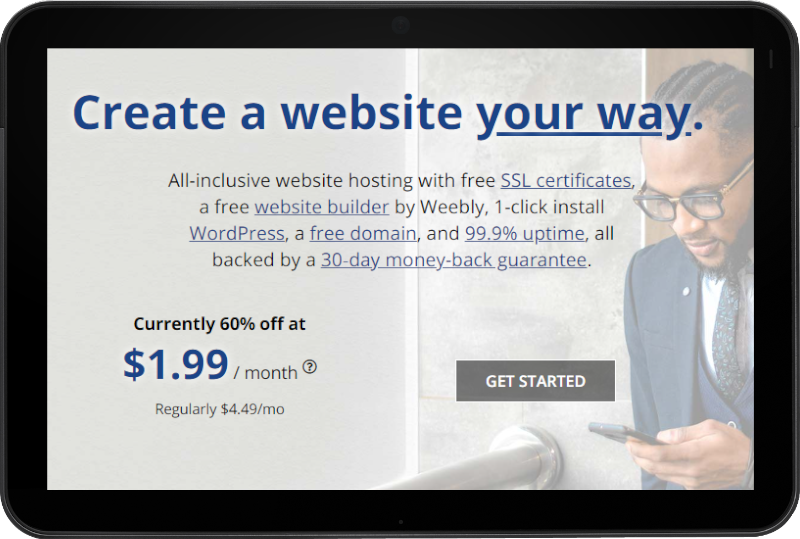 Create a website your way.
All-inclusive website hosting with free SSL certificates,
a free website builder by Weebly, 1-click install
WordPress, a free domain, and 99.9% uptime, all
backed by a 30-day money-back guarantee.
Currently 60% off at
$1.99 / month ?
Regularly $4.49/mo
GET STARTED